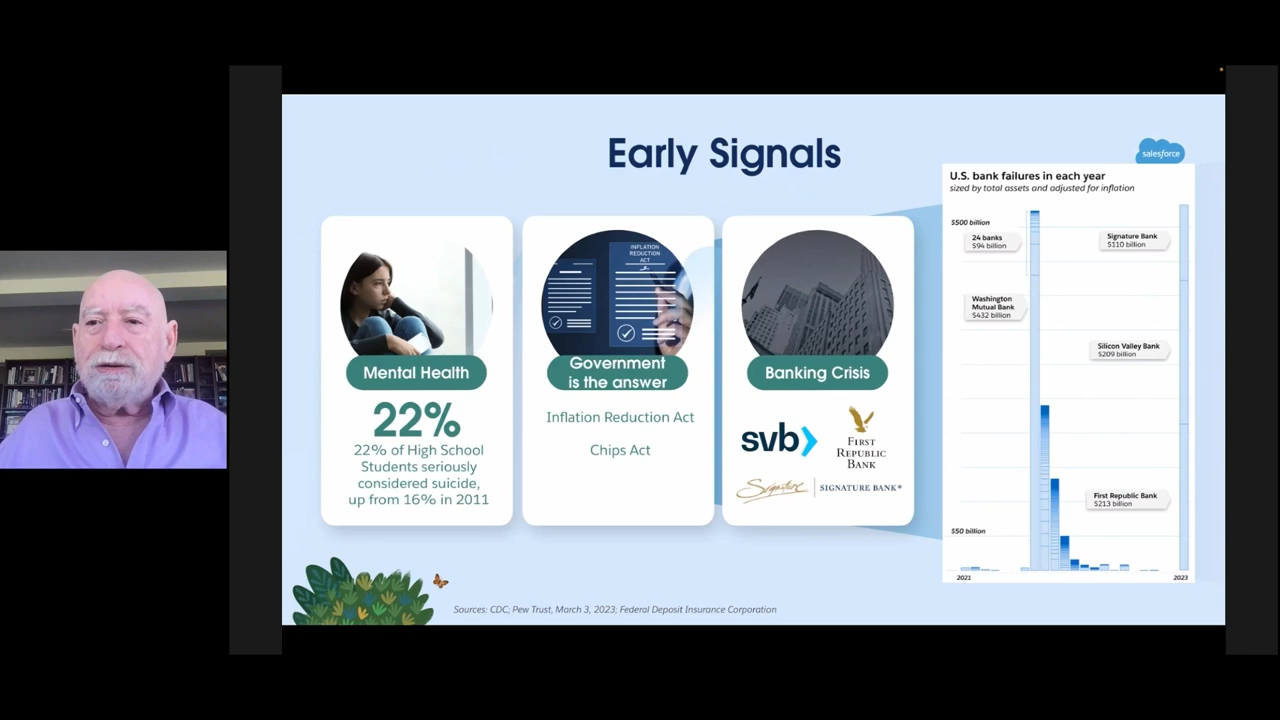 Early Signals
salesforce
INFLATION
REDUCTION
ACT
Mental Health
22%
22% of High School
Students seriously
considered suicide,
up from 16% in 2011
Government
is the answer
Inflation Reduction Act
Chips Act
Banking Crisis
svb
FIRST
REPUBLIC
BANK
Signature
SIGNATURE BANK®
U.S. bank failures in each year
sized by total assets and adjusted for inflation
$500 billion
24 banks
$94 billion
Signature Bank
$110 billion
Washington
Mutual Bank
$432 billion
Silicon Valley Bank
$209 billion
First Republic Bank
$213 billion
$50 billion
2021
2023
Sources: CDC; Pew Trust, March 3, 2023; Federal Deposit Insurance Corporation